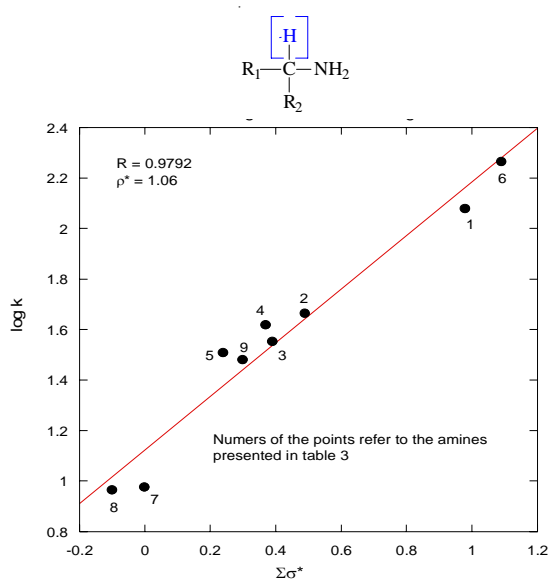 -H
R1—C—NH2
R2
2.4
2.2
2
1.8
1.6
1.4
1.2
1
0.8
log k
R = 0.9792
ρ* = 1.06
6
1
2
4
3
5
9
8
7
Numers of the points refer to the amines
presented in table 3
-0.2 0 0.2 0.4 0.6 0.8 1 1.2
Σσ*